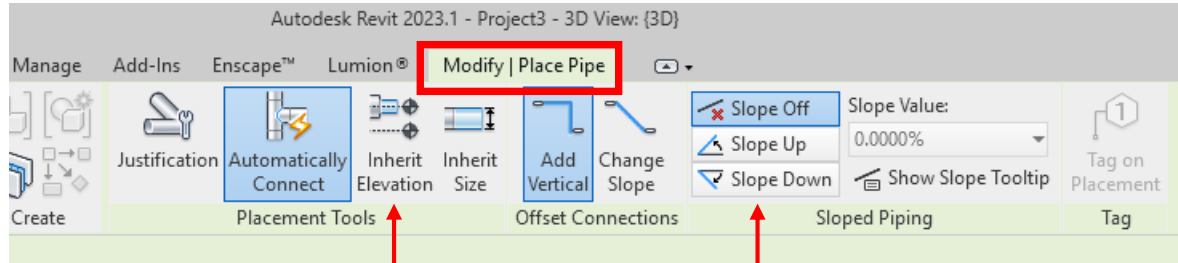 Autodesk Revit 2023.1 - Project3 - 3D View: {3D}
Manage Add-Ins Enscape™ Lumion® Modify | Place Pipe
Justification
Automatically
Connect
Inherit
Elevation
Inherit
Size
Add
Vertical
Change
Slope
Slope Off
Slope Up
Slope Down
Slope Value:
0.0000%
Show Slope Tooltip
1
Tag on
Placement
Create Placement Tools Offset Connections Sloped Piping Tag